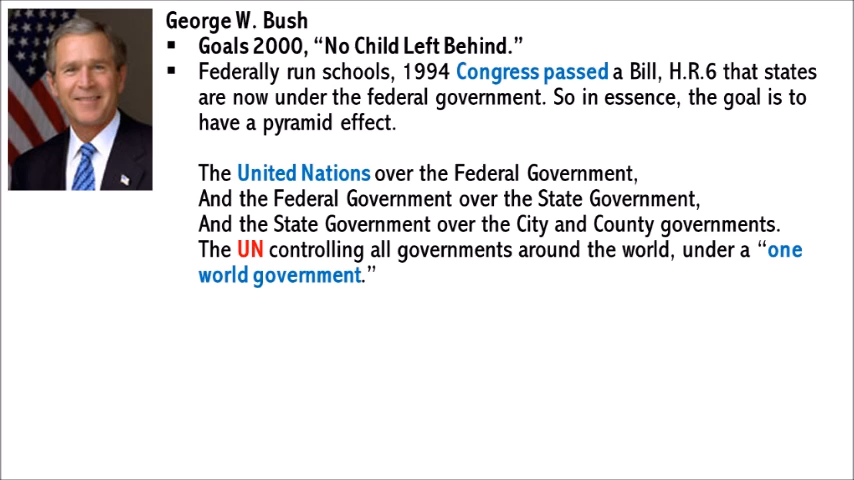 George W. Bush
▪ Goals 2000, “No Child Left Behind.”
▪ Federally run schools, 1994 Congress passed a Bill, H.R.6 that states
are now under the federal government. So in essence, the goal is to
have a pyramid effect.
The United Nations over the Federal Government,
And the Federal Government over the State Government,
And the State Government over the City and County governments.
The UN controlling all governments around the world, under a “one
world government.”